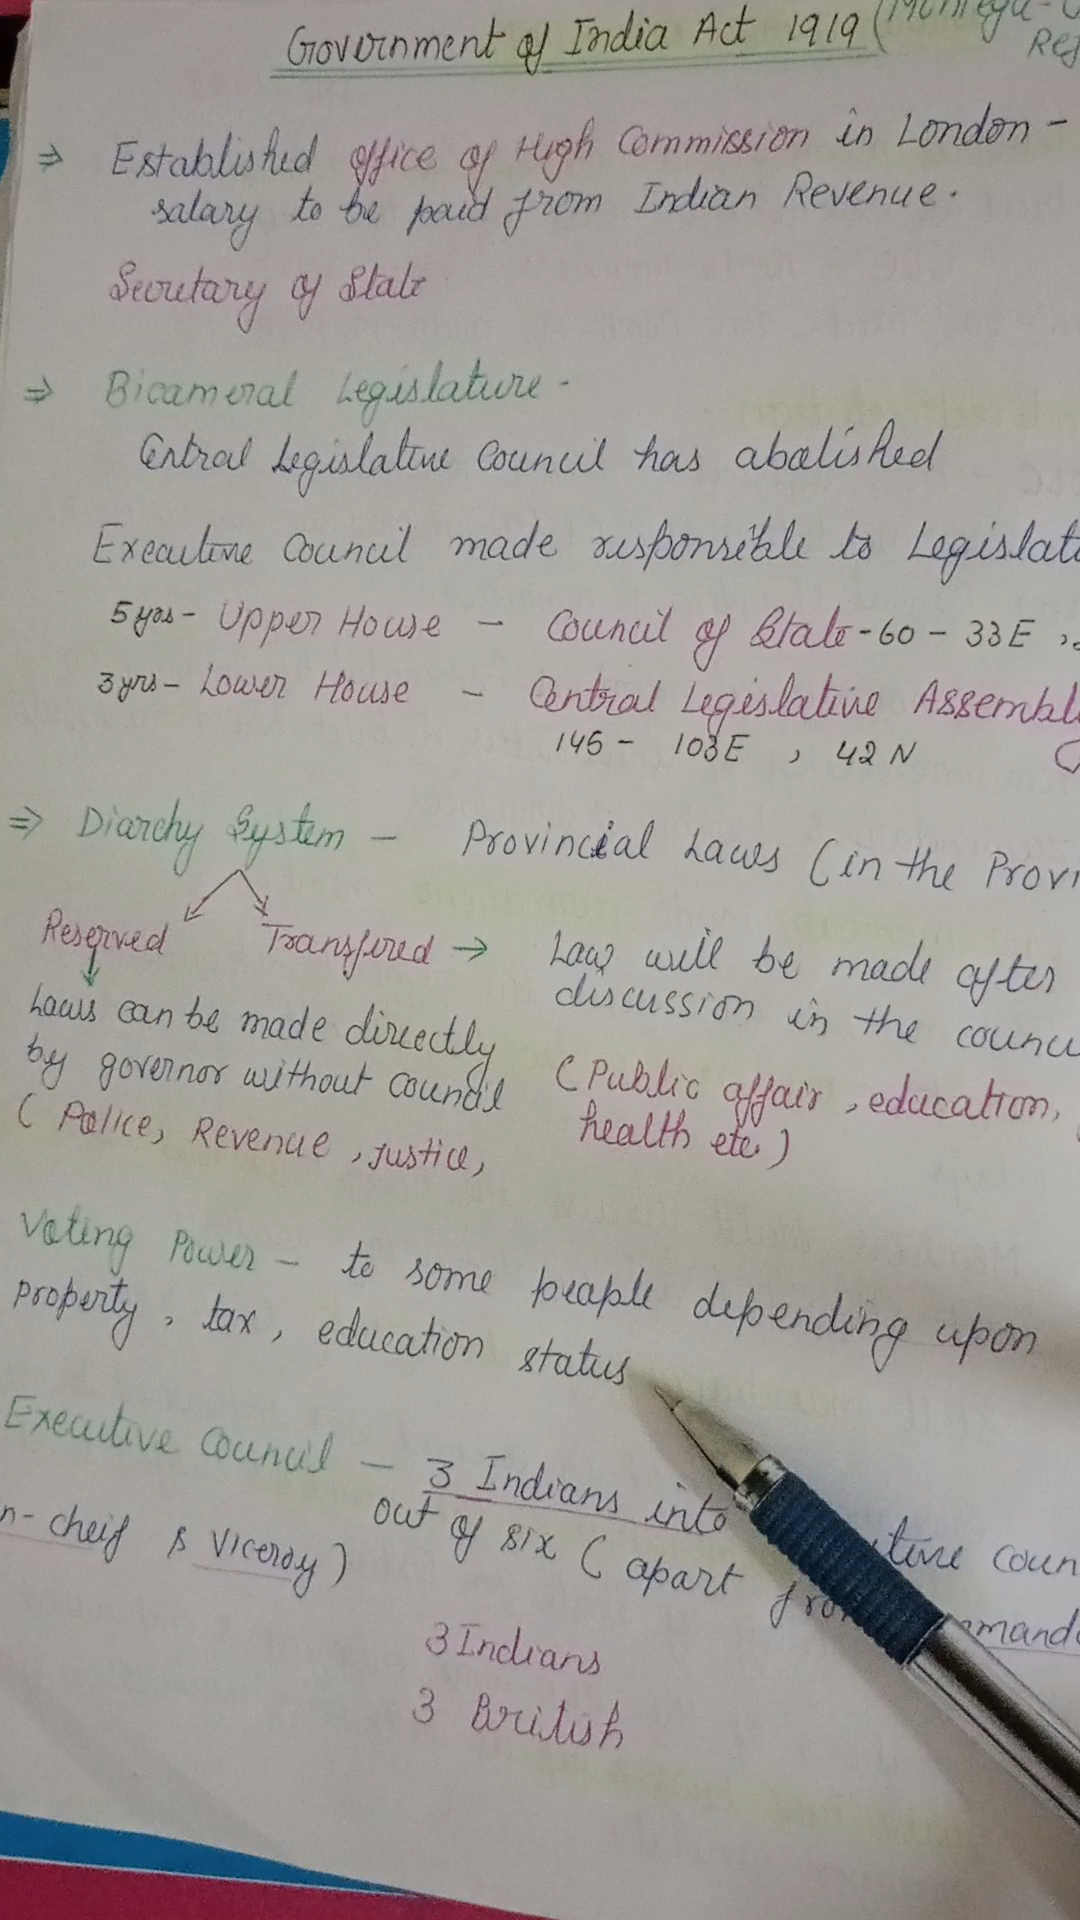 Government of India Act 1919 (
⇒ Established office of High Commission in London -
salary to be paid from Indian Revenue.
Secretary of State
⇒ Bicameral Legislature -
Central Legislative Council has abolished
Executive Council made responsible to Legislat
5 yrs - Upper House - Council of State - 60 - 33E ,
3 yrs - Lower House - Central Legislative Assembl
145 - 103E , 42 N
⇒ Diarchy System - Provincial Laws (in the Provi
Reserved Transfered → Law will be made after
discussion in the counc
Laws can be made directly
by governor without council
(Public affair, education,
health etc)
( Police, Revenue, Justice,
Voting Power - to some people depending upon
property, tax, education status
Executive Council - 3 Indians into tive coun
out of six ( apart from mmand
n-cheif & Viceroy)
3 Indians
3 British